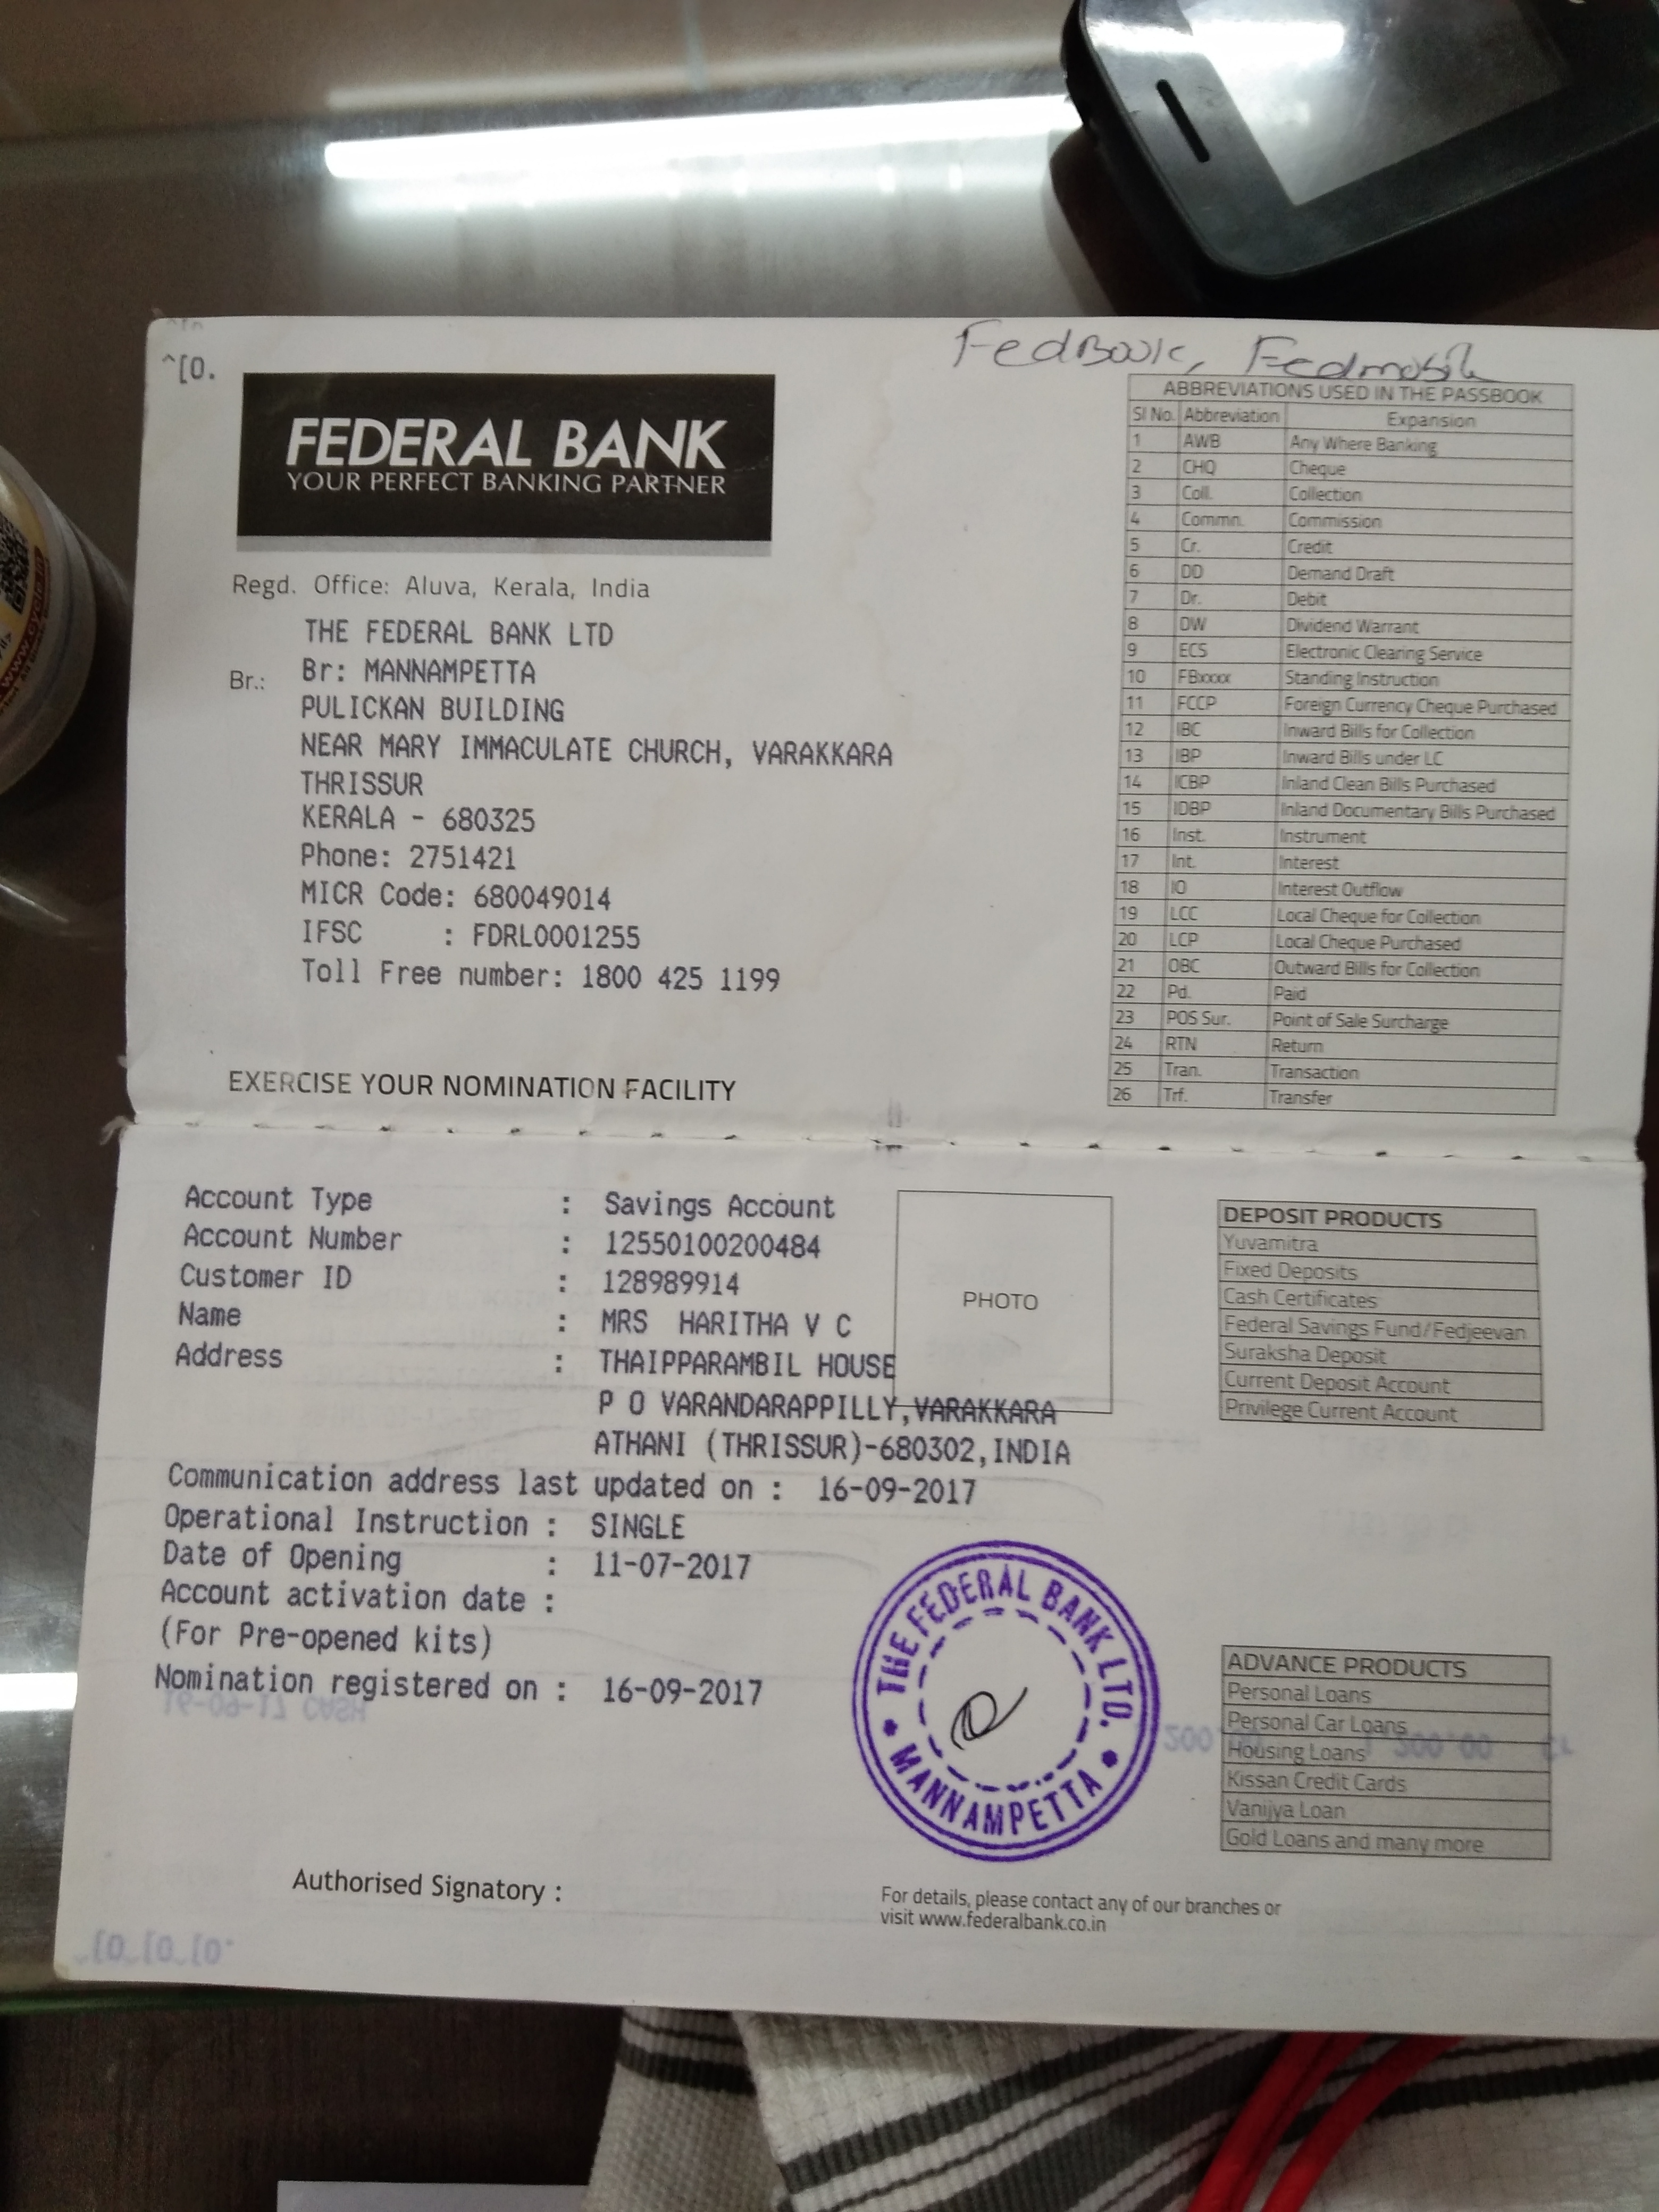 FedBook, Fedmobile
^[0.
FEDERAL BANK
YOUR PERFECT BANKING PARTNER
Regd. Office: Aluva, Kerala, India
THE FEDERAL BANK LTD
Br.: Br: MANNAMPETTA
PULICKAN BUILDING
NEAR MARY IMMACULATE CHURCH, VARAKKARA
THRISSUR
KERALA - 680325
Phone: 2751421
MICR Code: 680049014
IFSC : FDRL0001255
Toll Free number: 1800 425 1199
EXERCISE YOUR NOMINATION FACILITY
ABBREVIATIONS USED IN THE PASSBOOK
Sl No. Abbreviation Expansion
1 AWB Any Where Banking
2 CHQ Cheque
3 Coll. Collection
4 Commn. Commission
5 Cr. Credit
6 DD Demand Draft
7 Dr. Debit
8 DW Dividend Warrant
9 ECS Electronic Clearing Service
10 FBxxxx Standing Instruction
11 FCCP Foreign Currency Cheque Purchased
12 IBC Inward Bills for Collection
13 IBP Inward Bills under LC
14 ICBP Inland Clean Bills Purchased
15 IDBP Inland Documentary Bills Purchased
16 Inst. Instrument
17 Int. Interest
18 IO Interest Outflow
19 LCC Local Cheque for Collection
20 LCP Local Cheque Purchased
21 OBC Outward Bills for Collection
22 Pd. Paid
23 POS Sur. Point of Sale Surcharge
24 RTN Return
25 Tran. Transaction
26 Trf. Transfer
Account Type : Savings Account
Account Number : 12550100200484
Customer ID : 128989914
Name : MRS HARITHA V C
Address : THAIPPARAMBIL HOUSE
P O VARANDARAPPILLY,VARAKKARA
ATHANI (THRISSUR)-680302,INDIA
Communication address last updated on : 16-09-2017
Operational Instruction : SINGLE
Date of Opening : 11-07-2017
Account activation date :
(For Pre-opened kits)
Nomination registered on : 16-09-2017
PHOTO
DEPOSIT PRODUCTS
Yuvamitra
Fixed Deposits
Cash Certificates
Federal Savings Fund/Fedjeevan
Suraksha Deposit
Current Deposit Account
Privilege Current Account
THE FEDERAL BANK LTD.
MANNAMPETTA
ADVANCE PRODUCTS
Personal Loans
Personal Car Loans
Housing Loans
Kissan Credit Cards
Vanijya Loan
Gold Loans and many more
Authorised Signatory :
For details, please contact any of our branches or
visit www.federalbank.co.in